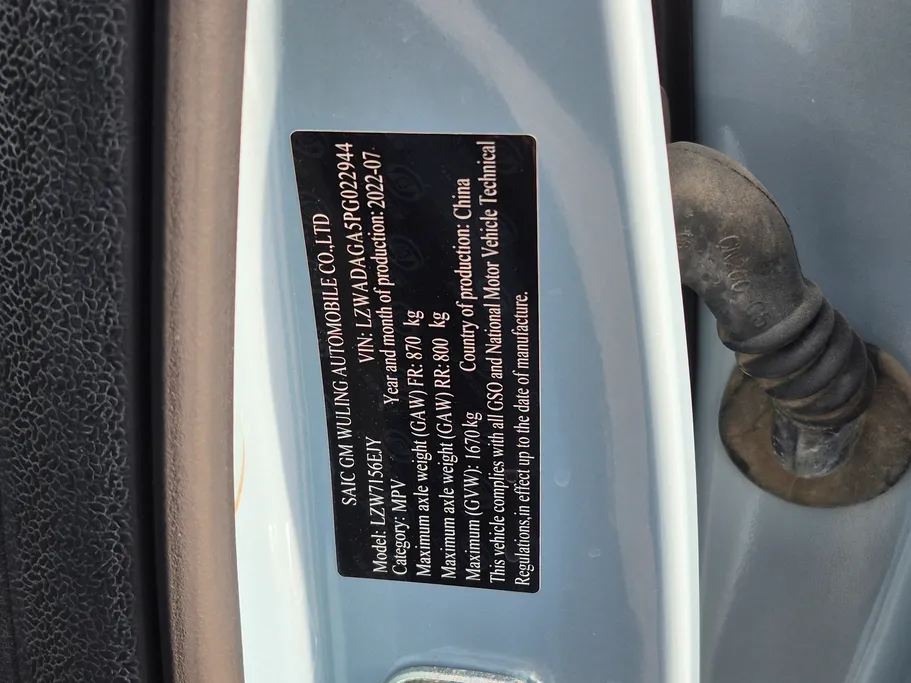 SAIC GM WULING AUTOMOBILE CO.,LTD
Model: LZW7156EJY VIN: LZWADAGA5PG022944
Category: MPV Year and month of production: 2022-07
Maximum axle weight (GAW) FR: 870 kg
Maximum axle weight (GAW) RR: 800 kg
Maximum (GVW): 1670 kg Country of production: China
This vehicle complies with all GSO and National Motor Vehicle Technical
Regulations,in effect up to the date of manufacture.